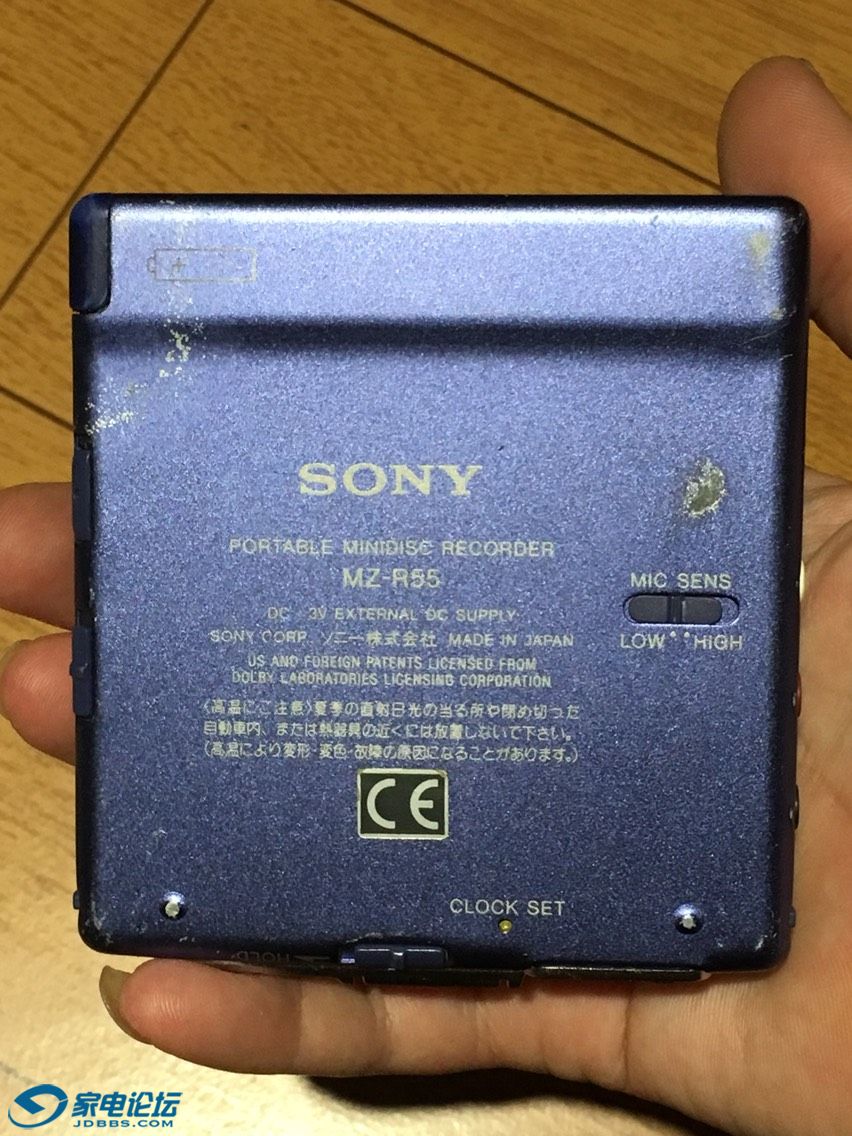 +
SONY
PORTABLE MINIDISC RECORDER
MZ-R55
DC 3V EXTERNAL DC SUPPLY
SONY CORP. ソニー株式会社 MADE IN JAPAN
US AND FOREIGN PATENTS LICENSED FROM
DOLBY LABORATORIES LICENSING CORPORATION
〈高温にご注意〉夏季の直射日光の当る所や閉め切った
自動車内、または熱器具の近くには放置しないで下さい。
(高温により変形・変色・故障の原因になることがあります。)
CE
MIC SENS
LOW HIGH
CLOCK SET
HOLD
家电论坛
JDBBS.COM